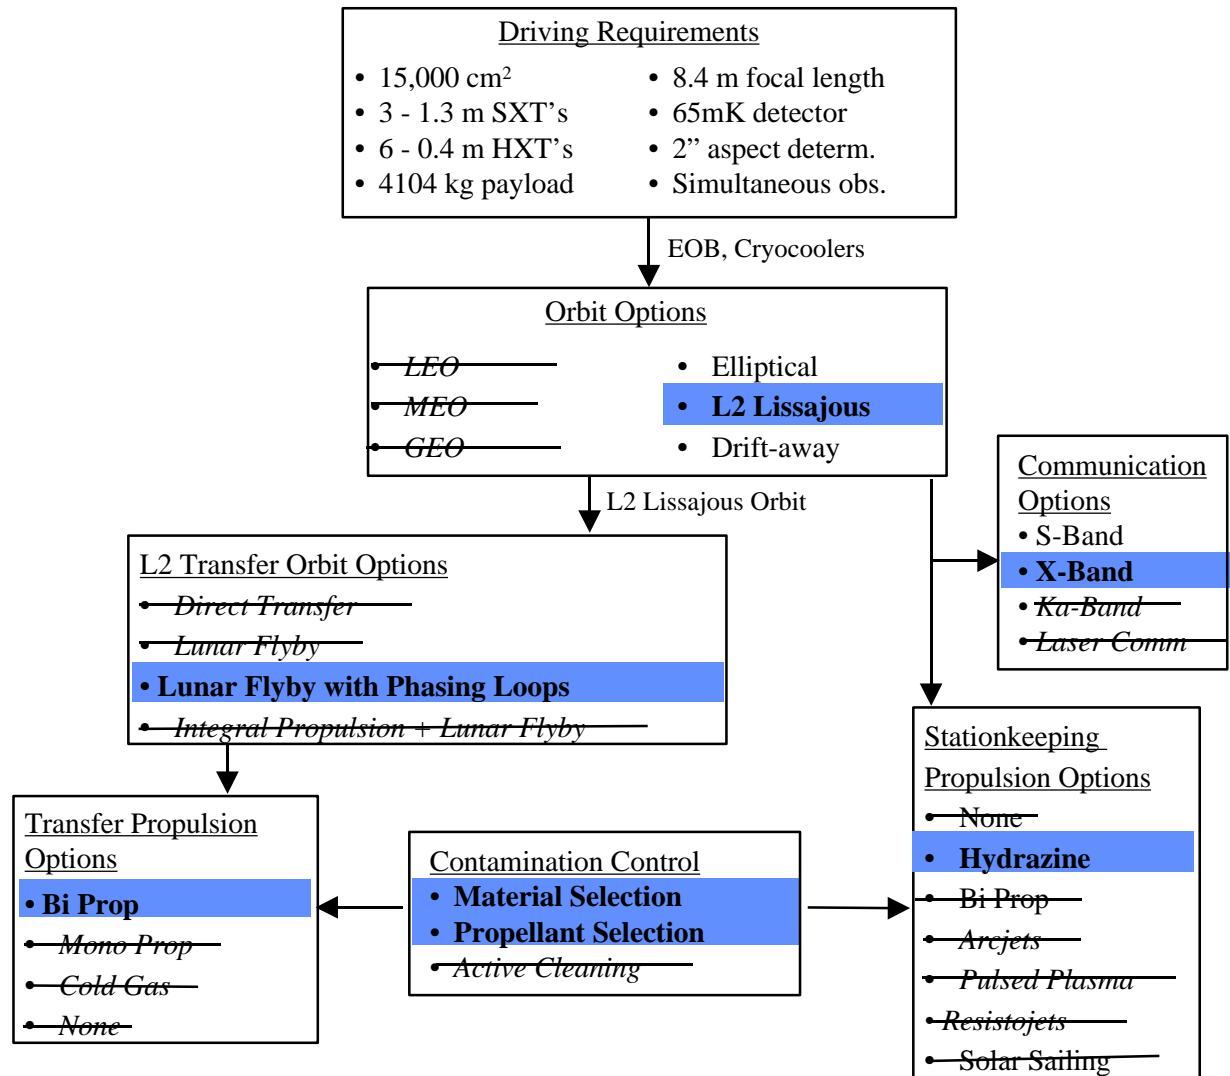 Driving Requirements
• 15,000 cm²
• 3 - 1.3 m SXT’s
• 6 - 0.4 m HXT’s
• 4104 kg payload
• 8.4 m focal length
• 65mK detector
• 2” aspect determ.
• Simultaneous obs.
EOB, Cryocoolers
Orbit Options
• LEO
• MEO
• GEO
• Elliptical
• L2 Lissajous
• Drift-away
L2 Lissajous Orbit
Communication
Options
• S-Band
• X-Band
• Ka-Band
• Laser Comm
L2 Transfer Orbit Options
• Direct Transfer
• Lunar Flyby
• Lunar Flyby with Phasing Loops
• Integral Propulsion + Lunar Flyby
Transfer Propulsion
Options
• Bi Prop
• Mono Prop
• Cold Gas
• None
Contamination Control
• Material Selection
• Propellant Selection
• Active Cleaning
Stationkeeping
Propulsion Options
• None
• Hydrazine
• Bi Prop
• Arcjets
• Pulsed Plasma
• Resistojets
• Solar Sailing